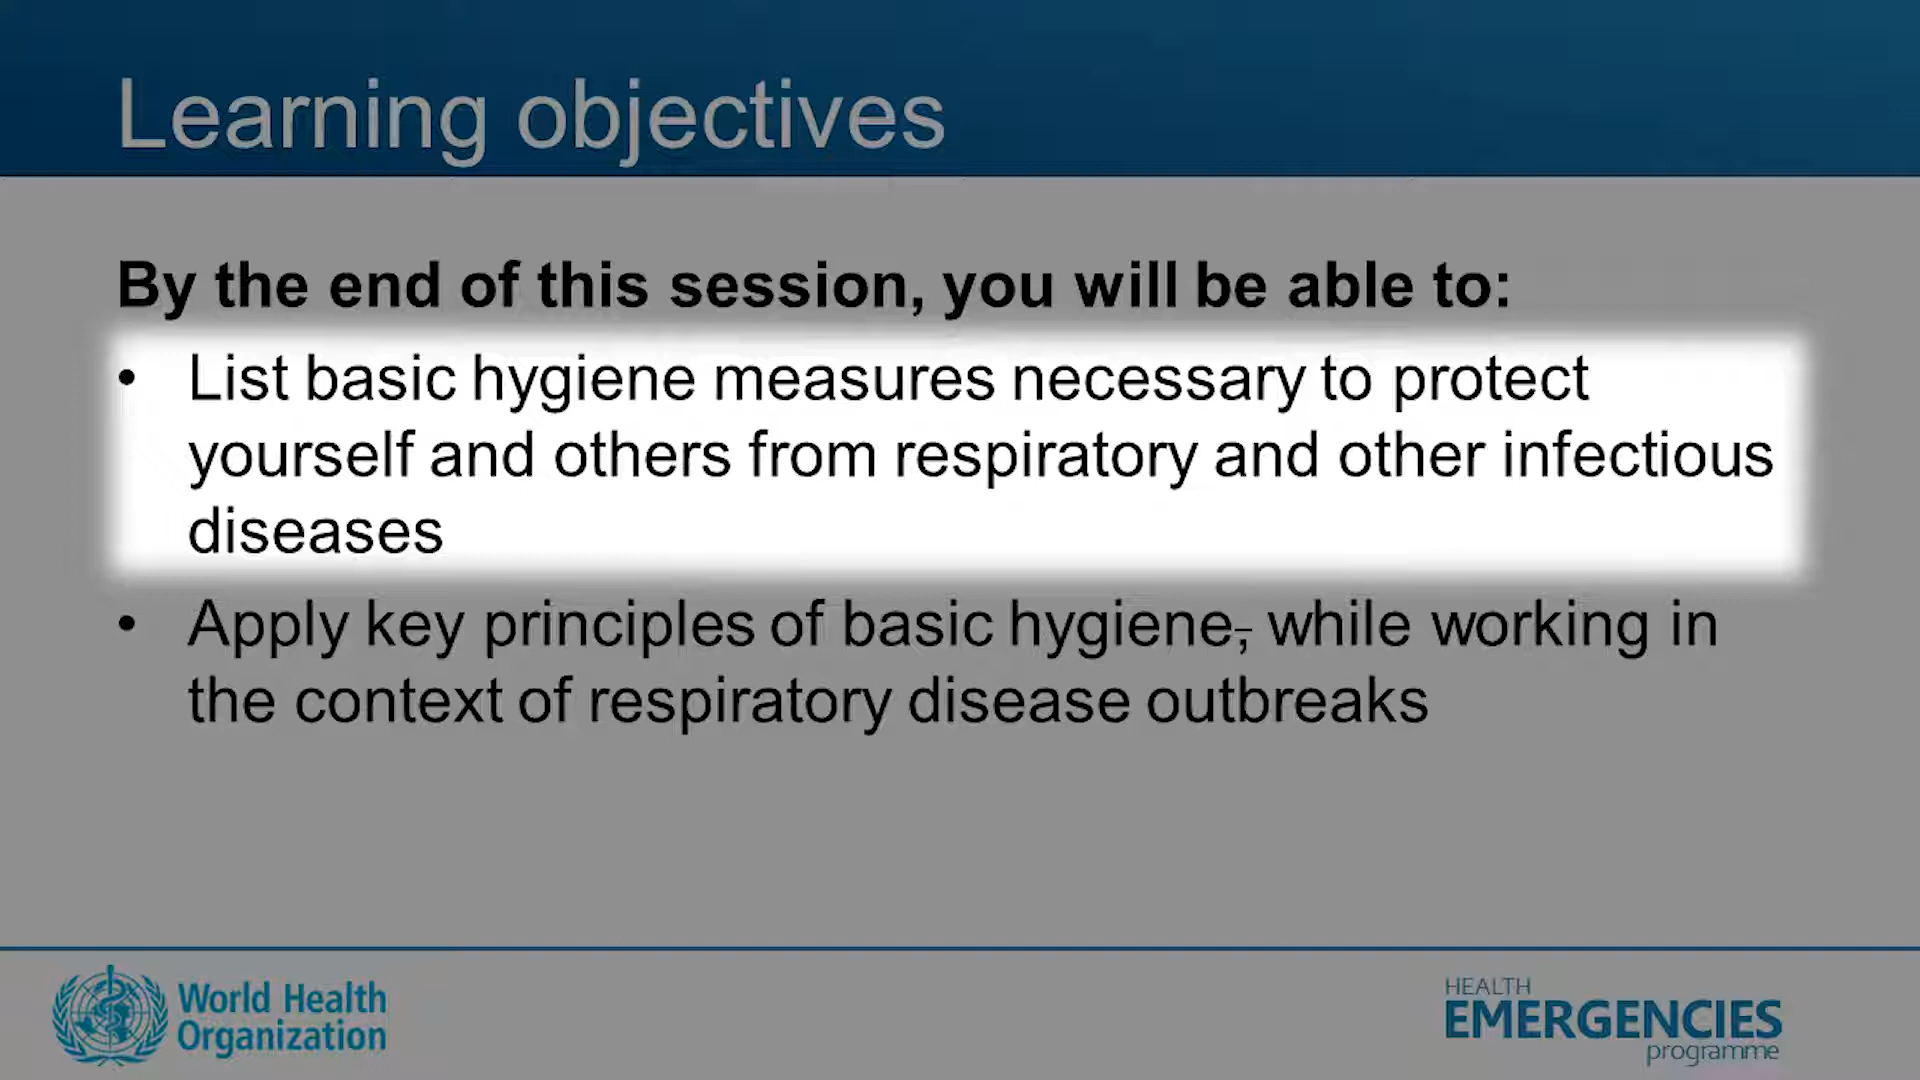 Learning objectives
By the end of this session, you will be able to:
• List basic hygiene measures necessary to protect
yourself and others from respiratory and other infectious
diseases
• Apply key principles of basic hygiene, while working in
the context of respiratory disease outbreaks
World Health
Organization
HEALTH
EMERGENCIES
programme